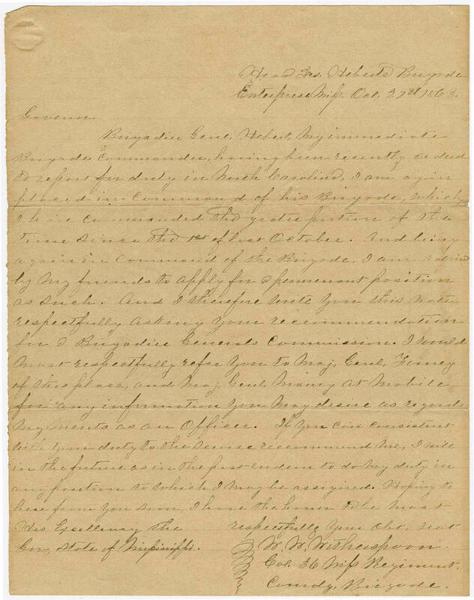 Head Qrs. Heberts Brigade
Enterprise Miss. Oct. 27th 1863.
Governor
Brigadier Genl. Hebert, My immediate
Brigade Commander, having been recently ordered
to report for duty in North Carolina, I am again
placed in Command of his Brigade, which
I have commanded the greater portion of the
time since the 1st of last October. And being
again in Command of the Brigade, I am advised
by My friends to apply for a permanent position
as such. And I therefore write you this Note
respectfully asking your recommendation
for a Brigadier Generals Commission. I would
most respectfully refer you to Maj. Genl. Forney
of this place, and Maj. Genl. Maury at Mobile,
for any information you May desire as regards
My merits as an Officer. If you can consistent
with your duty to the service recommend me, I will
in the future as in the past endeavor to do my duty in
any position to which I may be assigned. Hoping to
hear from you soon, I have the honor to be most
His Excellency the respectfully your obt. servt
Gov. State of Mississippi. W. W. Witherspoon
Col. 36 Miss Regiment
Comdg. Brigade.